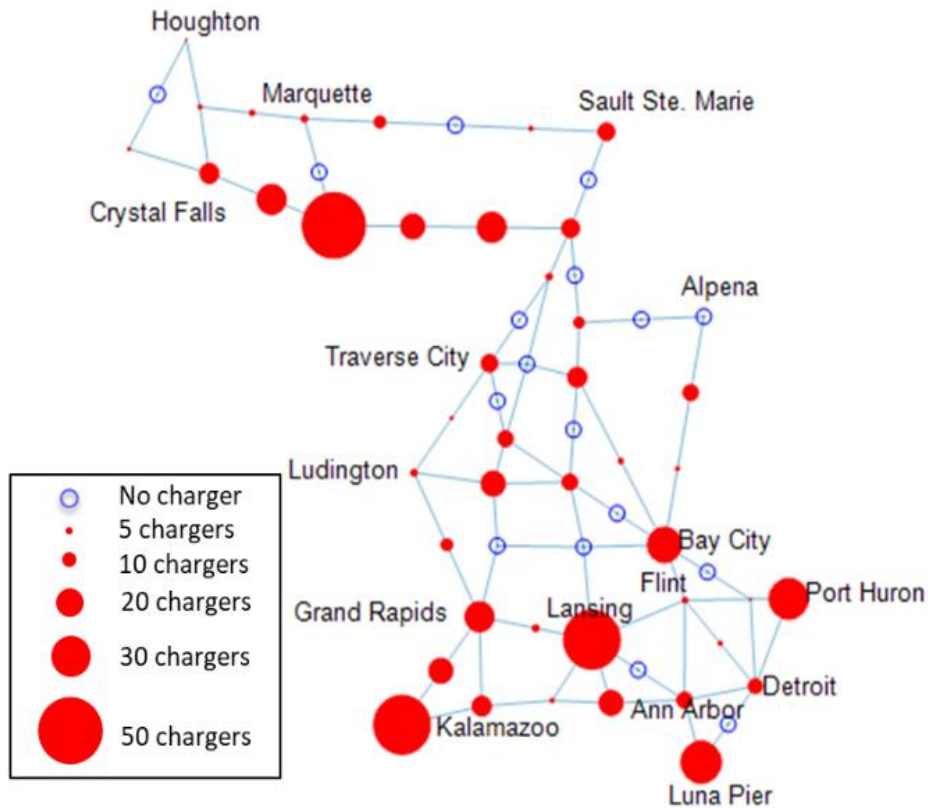 Houghton
Marquette
Sault Ste. Marie
Crystal Falls
Alpena
Traverse City
Ludington
No charger
5 chargers
10 chargers
20 chargers
30 chargers
50 chargers
Bay City
Flint
Port Huron
Grand Rapids
Lansing
Detroit
Ann Arbor
Kalamazoo
Luna Pier